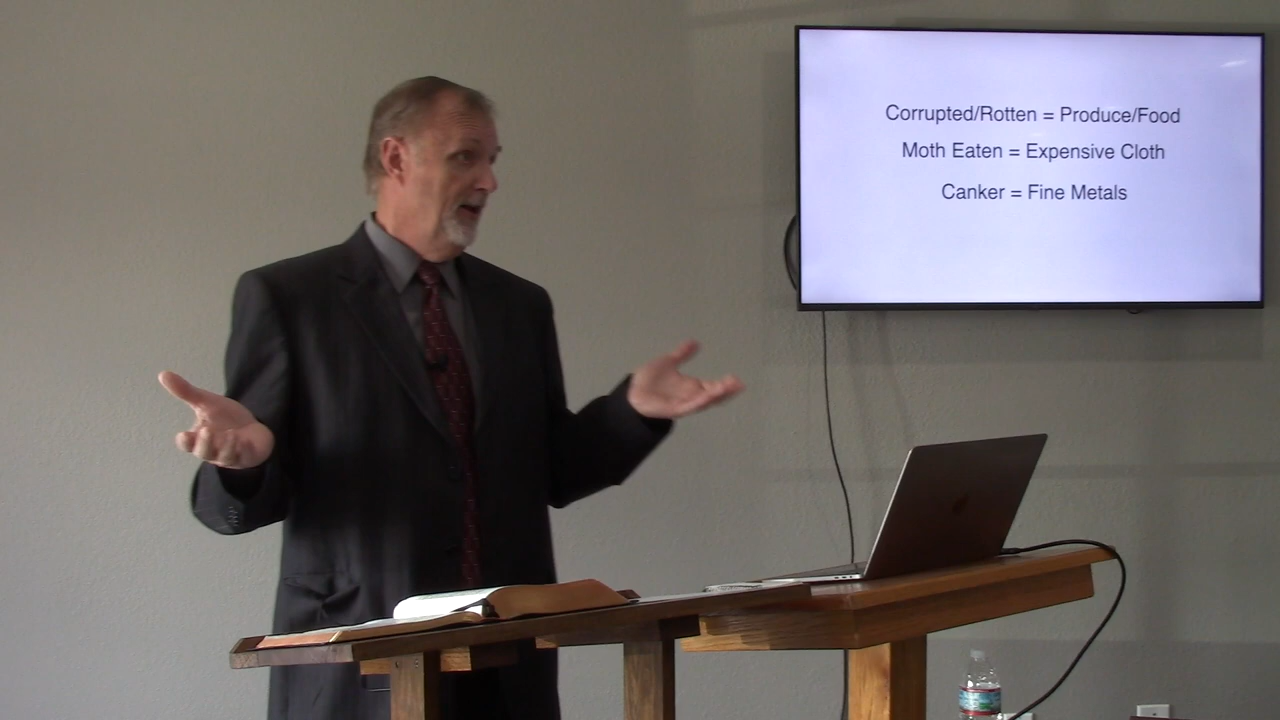 Corrupted/Rotten = Produce/Food
Moth Eaten = Expensive Cloth
Canker = Fine Metals